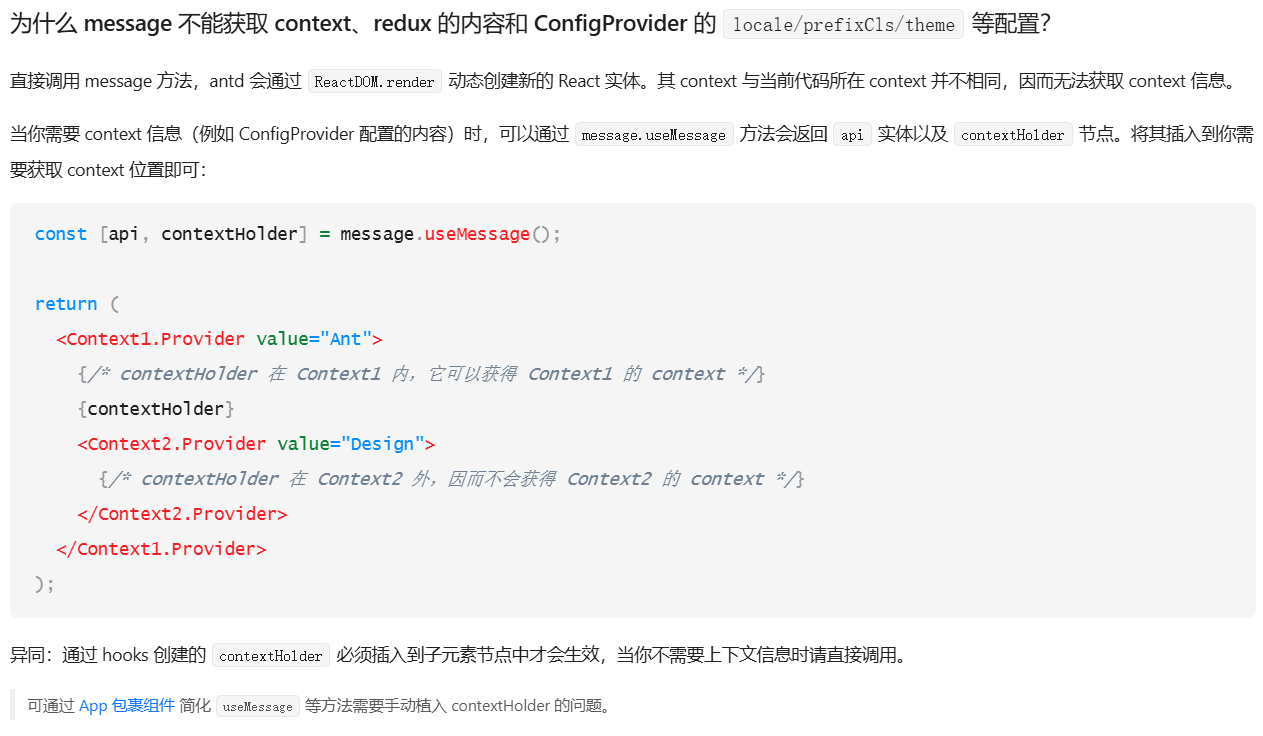 为什么 message 不能获取 context、redux 的内容和 ConfigProvider 的 locale/prefixCls/theme 等配置?
直接调用 message 方法，antd 会通过 ReactDOM.render 动态创建新的 React 实体。其 context 与当前代码所在 context 并不相同，因而无法获取 context 信息。
当你需要 context 信息（例如 ConfigProvider 配置的内容）时，可以通过 message.useMessage 方法会返回 api 实体以及 contextHolder 节点。将其插入到你需
要获取 context 位置即可：
const [api, contextHolder] = message.useMessage();
return (
  <Context1.Provider value="Ant">
    {/* contextHolder 在 Context1 内，它可以获得 Context1 的 context */}
    {contextHolder}
    <Context2.Provider value="Design">
      {/* contextHolder 在 Context2 外，因而不会获得 Context2 的 context */}
    </Context2.Provider>
  </Context1.Provider>
);
异同：通过 hooks 创建的 contextHolder 必须插入到子元素节点中才会生效，当你不需要上下文信息时请直接调用。
可通过 App 包裹组件 简化 useMessage 等方法需要手动植入 contextHolder 的问题。